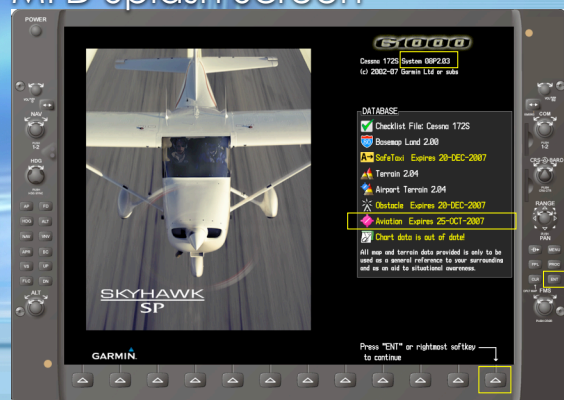 MFD splash screen
POWER
G1000
Cessna 172S System 0GP2.03
(c) 2002-07 Garmin Ltd or subs
DATABASE
Checklist File: Cessna 172S
Basemap Land 2.00
SafeTaxi Expires 20-DEC-2007
Terrain 2.04
Airport Terrain 2.04
Obstacle Expires 20-DEC-2007
Aviation Expires 25-OCT-2007
Chart data is out of date!
All map and terrain data provided is only to be
used as a general reference to your surrounding
and as an aid to situational awareness.
NAV
COM
1-2
1-2
HDG
CRS BARO
RANGE
PAN
AP FD
HDG ALT
NAV VNV
APR BC
VS UP
FLC DN
MENU
FPL PROC
CLR ENT
FMS
ALT
SKYHAWK
SP
GARMIN.
Press "ENT" or rightmost softkey
to continue